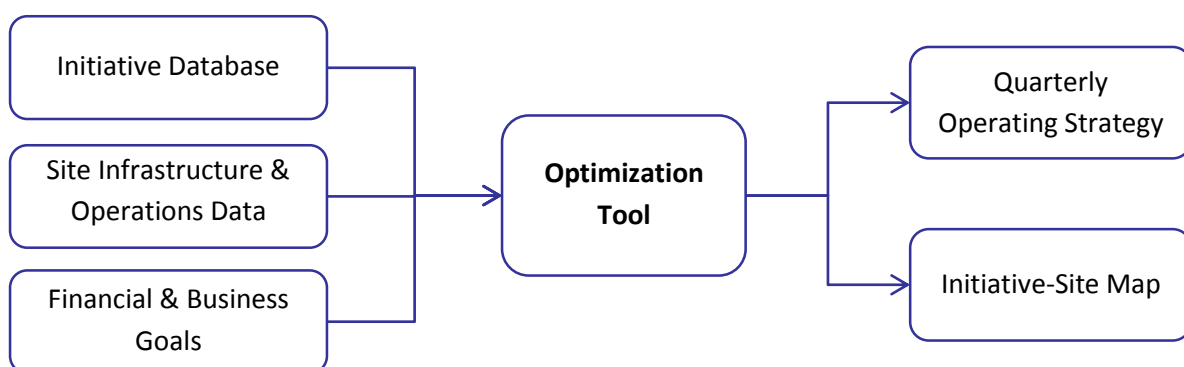 Initiative Database
Site Infrastructure &
Operations Data
Financial & Business
Goals
Optimization
Tool
Quarterly
Operating Strategy
Initiative-Site Map